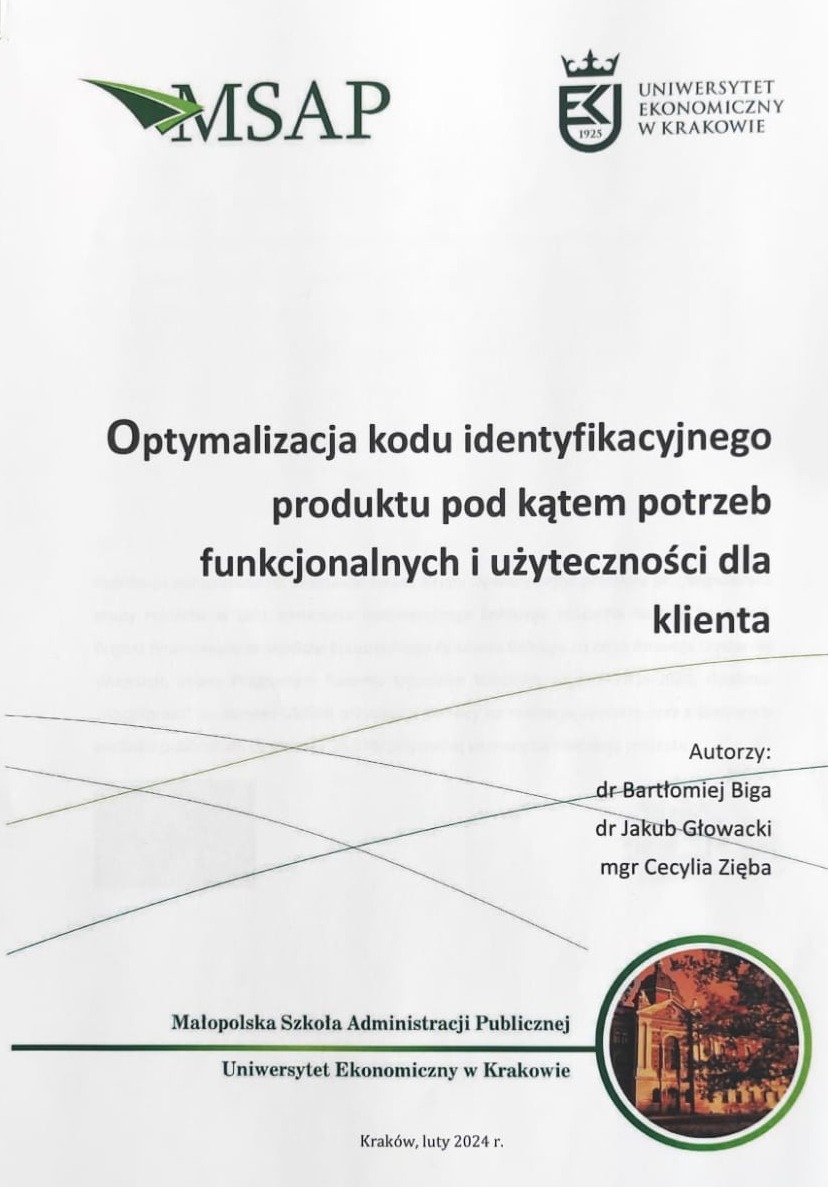 MSAP
UNIWERSYTET
EKONOMICZNY
W KRAKOWIE
1925
Optymalizacja kodu identyfikacyjnego
produktu pod kątem potrzeb
funkcjonalnych i użyteczności dla
klienta
Autorzy:
dr Bartłomiej Biga
dr Jakub Głowacki
mgr Cecylia Zięba
Małopolska Szkoła Administracji Publicznej
Uniwersytet Ekonomiczny w Krakowie
Kraków, luty 2024 r.